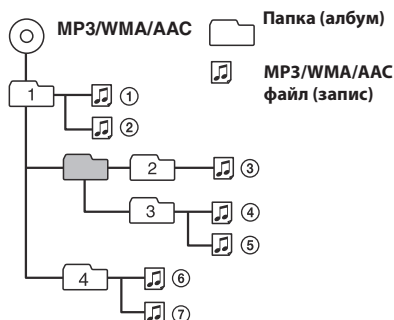 MP3/WMA/AAC
Папка (албум)
MP3/WMA/AAC
файл (запис)
1
①
②
2
③
3
④
⑤
4
⑥
⑦